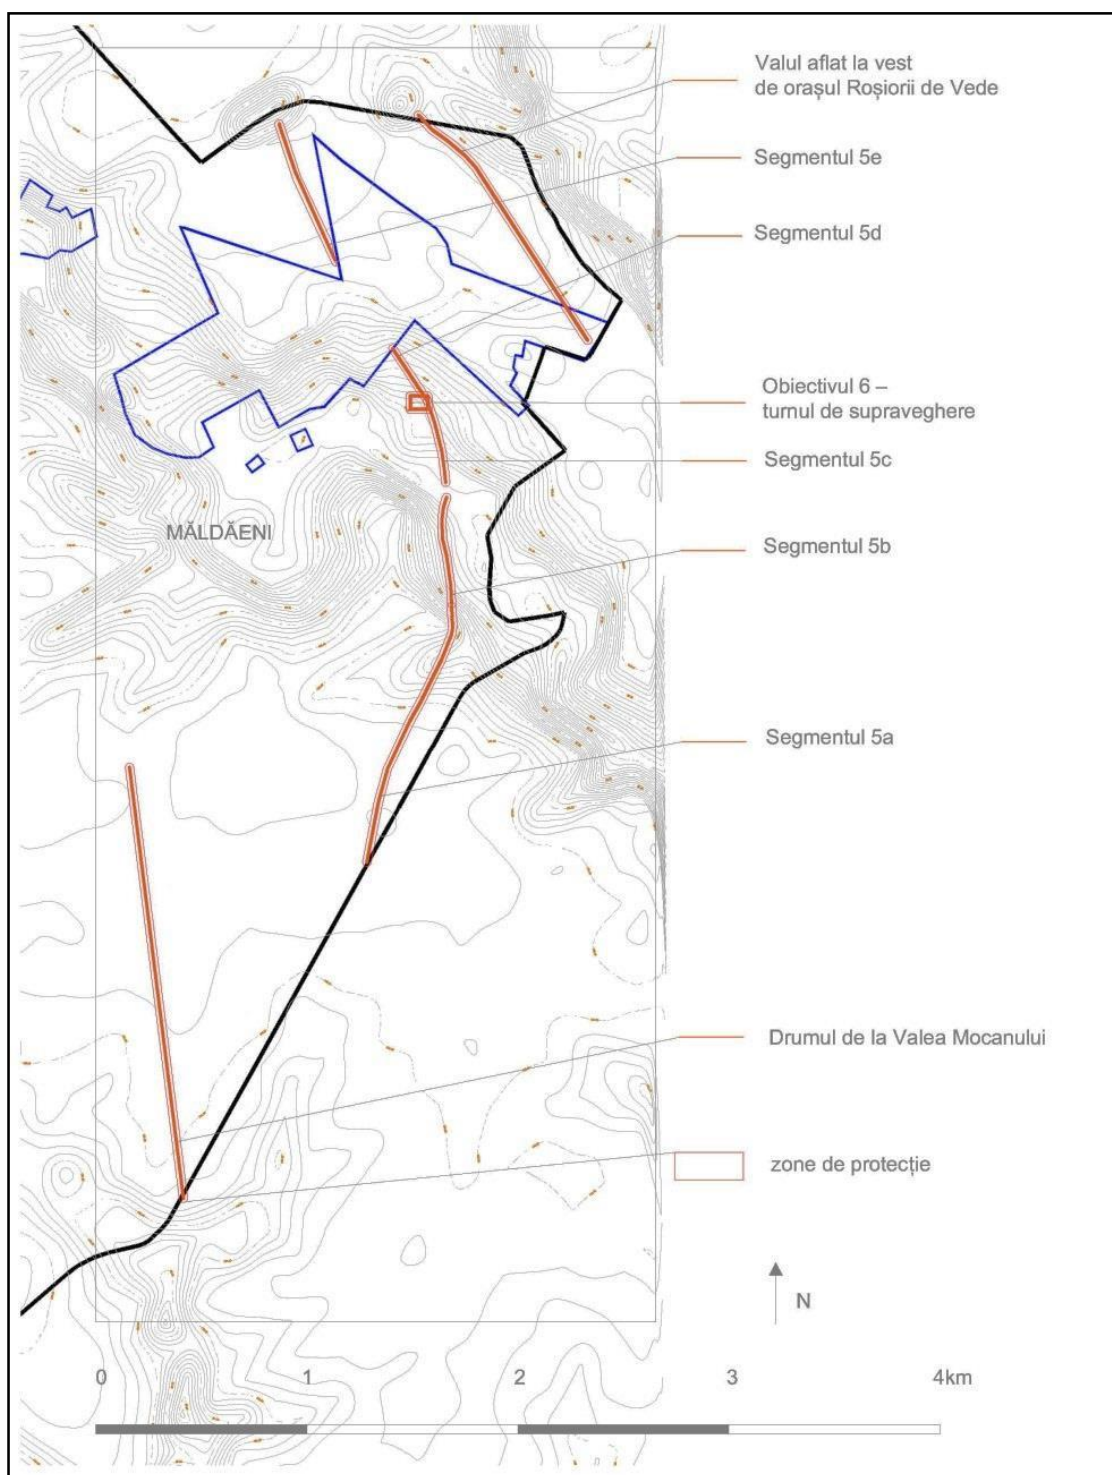 Valul aflat la vest
de orașul Roșiorii de Vede
Segmentul 5e
Segmentul 5d
Obiectivul 6 –
turnul de supraveghere
Segmentul 5c
MĂLDĂENI
Segmentul 5b
Segmentul 5a
Drumul de la Valea Mocanului
zone de protecție
N
0 1 2 3 4km